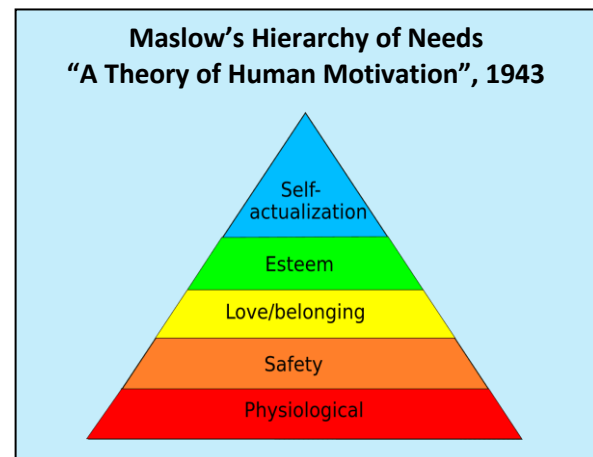 Maslow’s Hierarchy of Needs
“A Theory of Human Motivation”, 1943
Self-
actualization
Esteem
Love/belonging
Safety
Physiological